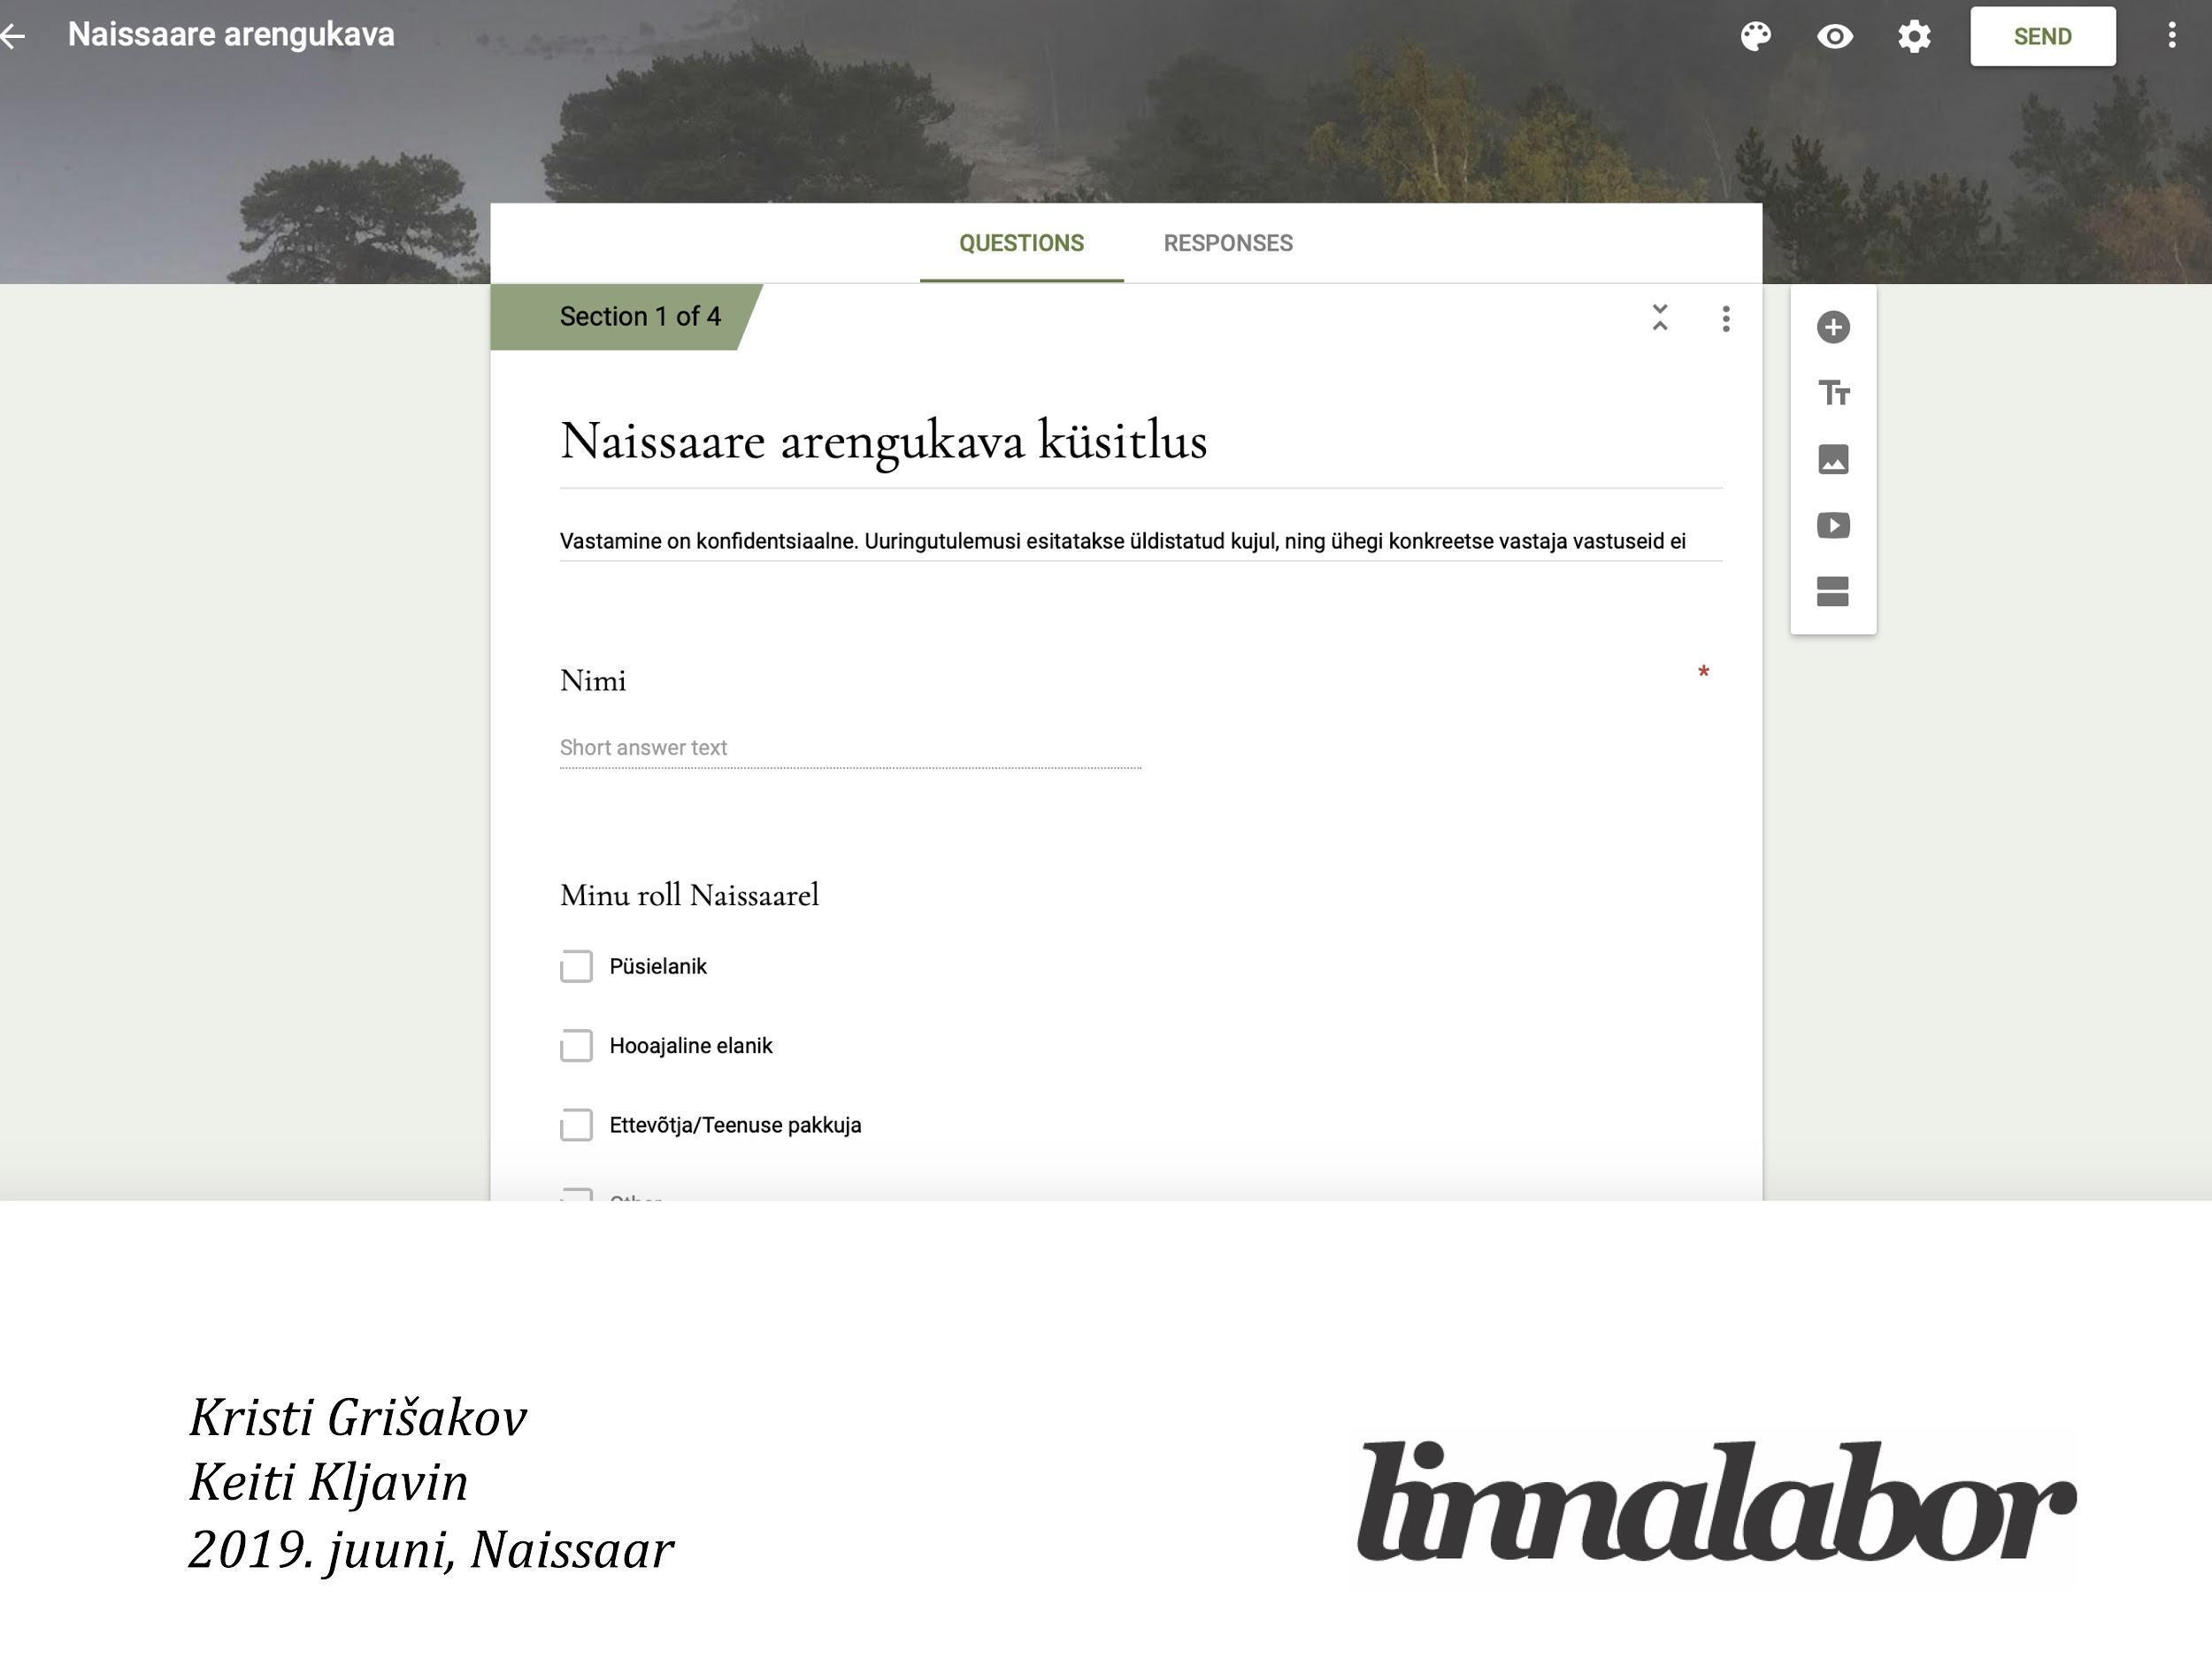 Naissaare arengukava
SEND
QUESTIONS RESPONSES
Section 1 of 4
Naissaare arengukava küsitlus
Vastamine on konfidentsiaalne. Uuringutulemusi esitatakse üldistatud kujul, ning ühegi konkreetse vastaja vastuseid ei
Nimi *
Short answer text
Minu roll Naissaarel
Püsielanik
Hooajaline elanik
Ettevõtja/Teenuse pakkuja
Kristi Grišakov
Keiti Kljavin
2019. juuni, Naissaar
linnalabor